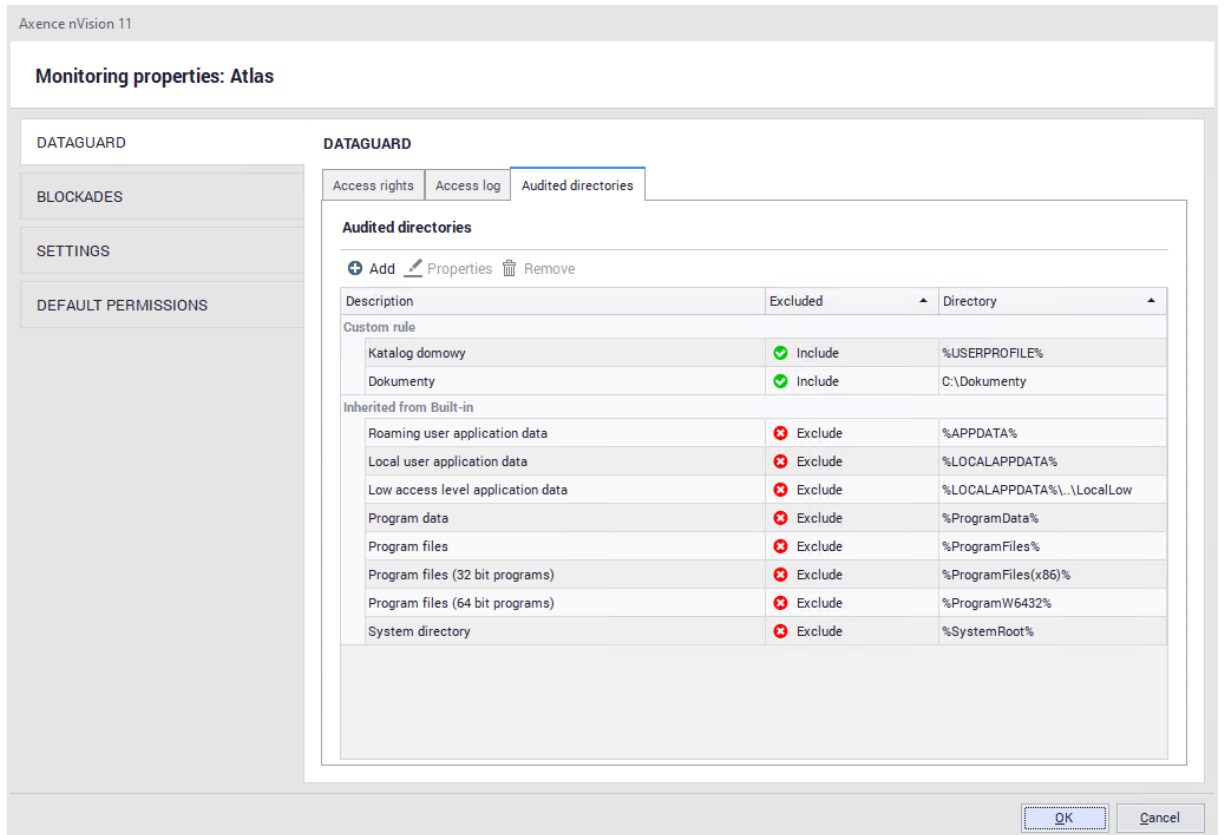 Axence nVision 11
Monitoring properties: Atlas
DATAGUARD
BLOCKADES
SETTINGS
DEFAULT PERMISSIONS
DATAGUARD
Access rights Access log Audited directories
Audited directories
Add Properties Remove
Description Excluded Directory
Custom rule
Katalog domowy Include %USERPROFILE%
Dokumenty Include C:\Dokumenty
Inherited from Built-in
Roaming user application data Exclude %APPDATA%
Local user application data Exclude %LOCALAPPDATA%
Low access level application data Exclude %LOCALAPPDATA%\..\LocalLow
Program data Exclude %ProgramData%
Program files Exclude %ProgramFiles%
Program files (32 bit programs) Exclude %ProgramFiles(x86)%
Program files (64 bit programs) Exclude %ProgramW6432%
System directory Exclude %SystemRoot%
OK Cancel